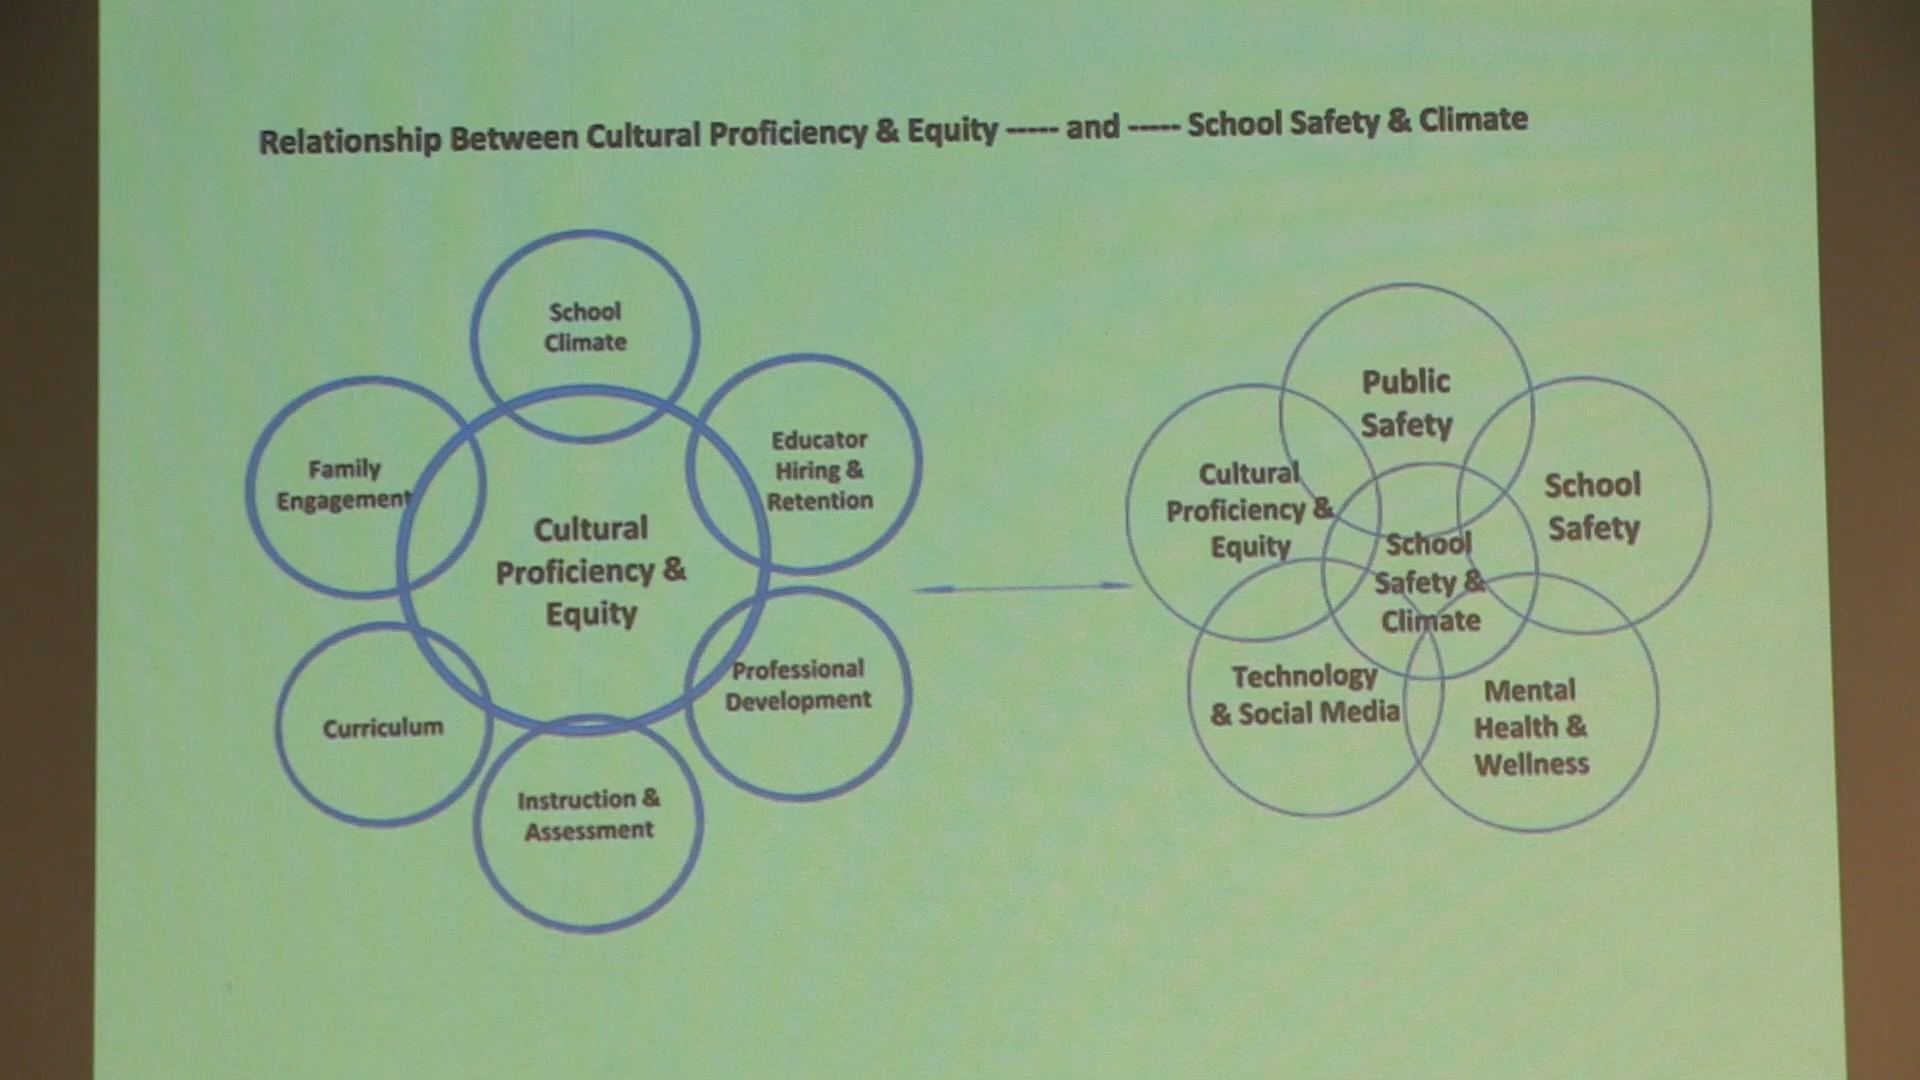 Relationship Between Cultural Proficiency & Equity ----- and ----- School Safety & Climate
School
Climate
Educator
Hiring &
Retention
Family
Engagement
Cultural
Proficiency &
Equity
Professional
Development
Curriculum
Instruction &
Assessment
Public
Safety
Cultural
Proficiency &
Equity
School
Safety
School
Safety &
Climate
Technology
& Social Media
Mental
Health &
Wellness